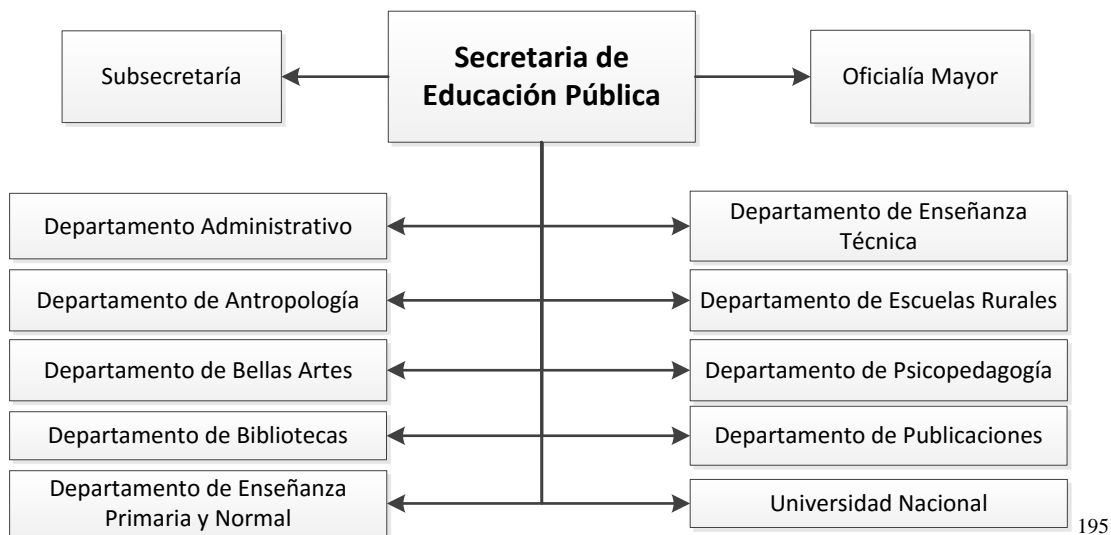 Subsecretaría
Secretaria de
Educación Pública
Oficialía Mayor
Departamento Administrativo
Departamento de Enseñanza
Técnica
Departamento de Antropología
Departamento de Escuelas Rurales
Departamento de Bellas Artes
Departamento de Psicopedagogía
Departamento de Bibliotecas
Departamento de Publicaciones
Departamento de Enseñanza
Primaria y Normal
Universidad Nacional
195